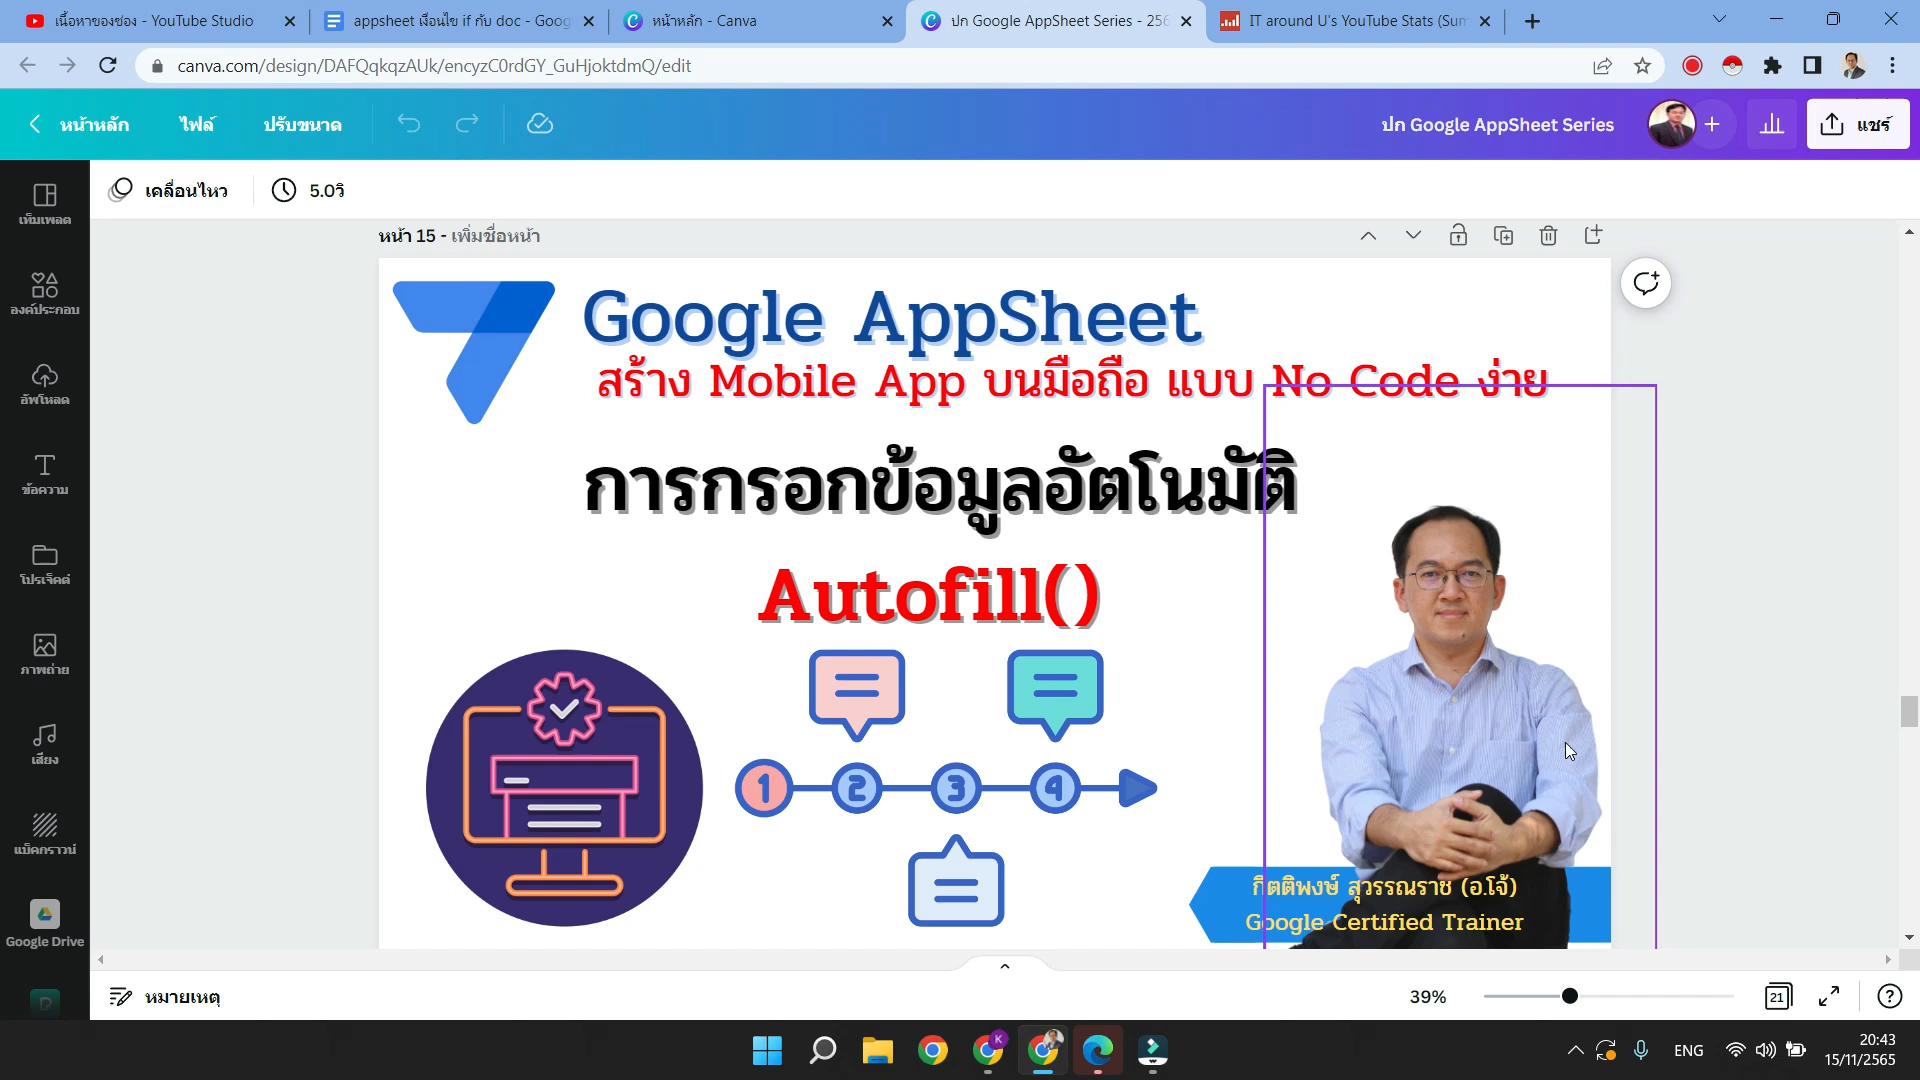 เนื้อหาของช่อง - YouTube Studio
appsheet เงื่อนไข if กับ doc - Goog
หน้าหลัก - Canva
ปก Google AppSheet Series - 256
IT around U's YouTube Stats (Sum
canva.com/design/DAFQqkqzAUk/encyzC0rdGY_GuHjoktdmQ/edit
หน้าหลัก
ไฟล์
ปรับขนาด
ปก Google AppSheet Series
แชร์
เคลื่อนไหว
5.0วิ
เท็มเพลต
องค์ประกอบ
อัพโหลด
ข้อความ
โปรเจ็คต์
ภาพถ่าย
เสียง
แบ็คกราวน์
Google Drive
หน้า 15 - เพิ่มชื่อหน้า
Google AppSheet
สร้าง Mobile App บนมือถือ แบบ No Code ง่าย
การกรอกข้อมูลอัตโนมัติ
Autofill()
1 2 3 4
กิตติพงษ์ สุวรรณราช (อ.โจ้)
Google Certified Trainer
หมายเหตุ
39%
21
K
ENG
20:43
15/11/2565